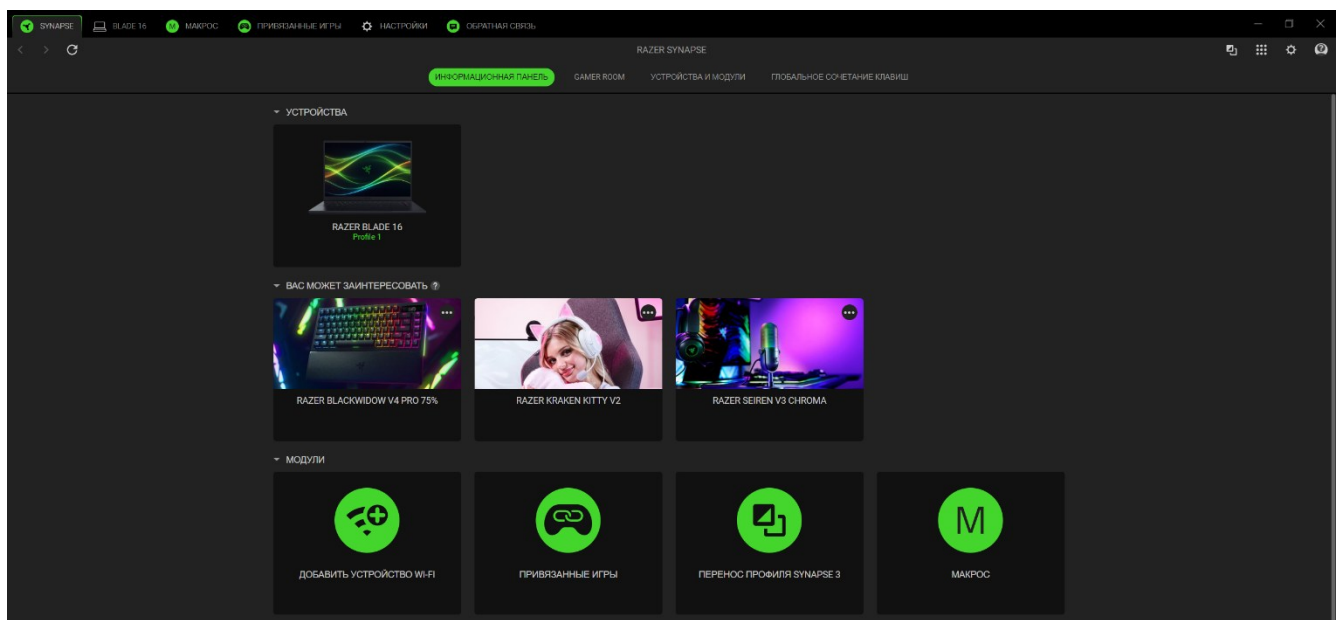 SYNAPSE
BLADE 16
МАКРОС
ПРИВЯЗАННЫЕ ИГРЫ
НАСТРОЙКИ
ОБРАТНАЯ СВЯЗЬ
RAZER SYNAPSE
ИНФОРМАЦИОННАЯ ПАНЕЛЬ
GAMER ROOM
УСТРОЙСТВА И МОДУЛИ
ГЛОБАЛЬНОЕ СОЧЕТАНИЕ КЛАВИШ
УСТРОЙСТВА
RAZER BLADE 16
Profile 1
ВАС МОЖЕТ ЗАИНТЕРЕСОВАТЬ ?
RAZER BLACKWIDOW V4 PRO 75%
RAZER KRAKEN KITTY V2
RAZER SEIREN V3 CHROMA
МОДУЛИ
ДОБАВИТЬ УСТРОЙСТВО WI-FI
ПРИВЯЗАННЫЕ ИГРЫ
ПЕРЕНОС ПРОФИЛЯ SYNAPSE 3
M
МАКРОС